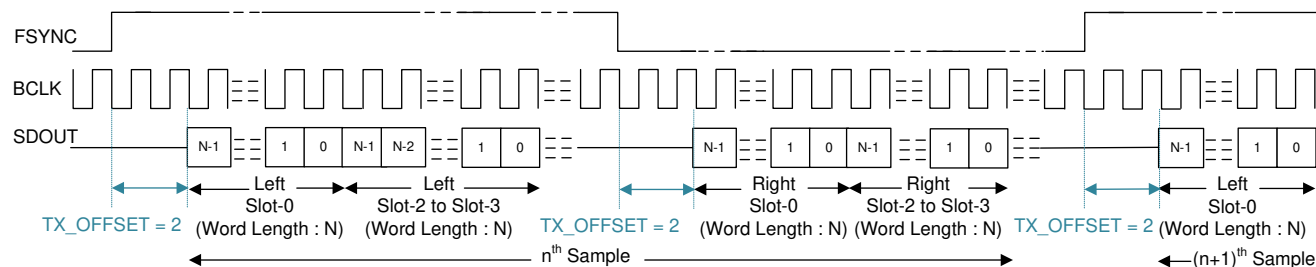 FSYNC
BCLK
SDOUT
N-1 1 0 N-1 N-2 1 0 N-1 1 0 N-1 1 0 N-1 1 0
Left Left Right Right Left
Slot-0 Slot-2 to Slot-3 Slot-0 Slot-2 to Slot-3 Slot-0
TX_OFFSET = 2 (Word Length : N) (Word Length : N) TX_OFFSET = 2 (Word Length : N) (Word Length : N) TX_OFFSET = 2 (Word Length : N)
nth Sample (n+1)th Sample